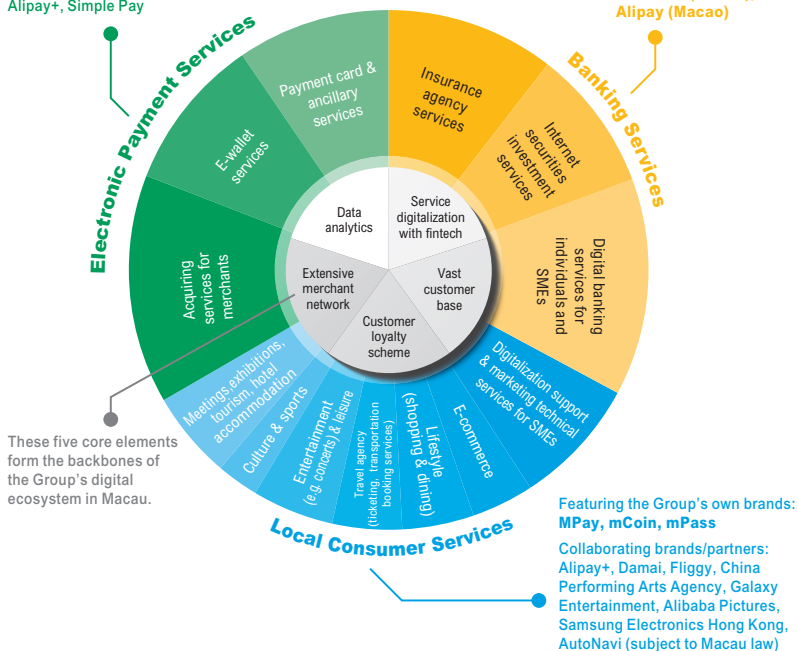 Alipay+, Simple Pay
Alipay (Macao)
Electronic Payment Services
Banking Services
Payment card &
ancillary
services
Insurance
agency
services
E-wallet
services
Internet
securities
investment
services
Acquiring
services for
merchants
Digital banking
services for
individuals and
SMEs
Data
analytics
Service
digitalization
with fintech
Extensive
merchant
network
Vast
customer
base
Customer
loyalty
scheme
Meetings,exhibitions,
tourism, hotel
accommodation
Culture & sports
Entertainment
(e.g. concerts) & leisure
Travel agency
(ticketing, transportation
booking services)
Lifestyle
(shopping & dining)
E-commerce
Digitalization support
& marketing technical
services for SMEs
Local Consumer Services
These five core elements
form the backbones of
the Group's digital
ecosystem in Macau.
Featuring the Group's own brands:
MPay, mCoin, mPass
Collaborating brands/partners:
Alipay+, Damai, Fliggy, China
Performing Arts Agency, Galaxy
Entertainment, Alibaba Pictures,
Samsung Electronics Hong Kong,
AutoNavi (subject to Macau law)